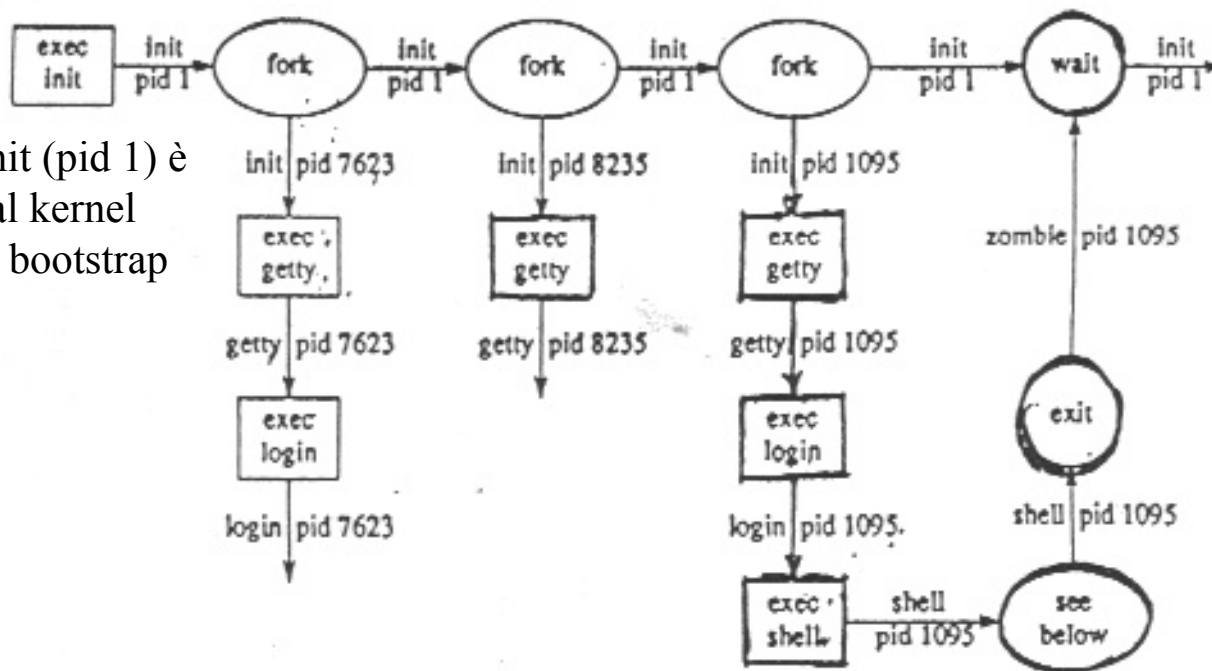 exec
init
init
pid 1
fork
init
pid 1
fork
init
pid 1
fork
init
pid 1
wait
init
pid 1
nit (pid 1) è
al kernel
bootstrap
init pid 7623
init pid 8235
init pid 1095
exec
getty
exec
getty
exec
getty
zombie pid 1095
getty pid 7623
getty pid 8235
getty pid 1095
exec
login
exec
login
exit
login pid 7623
login pid 1095
shell pid 1095
exec
shell
shell
pid 1095
see
below